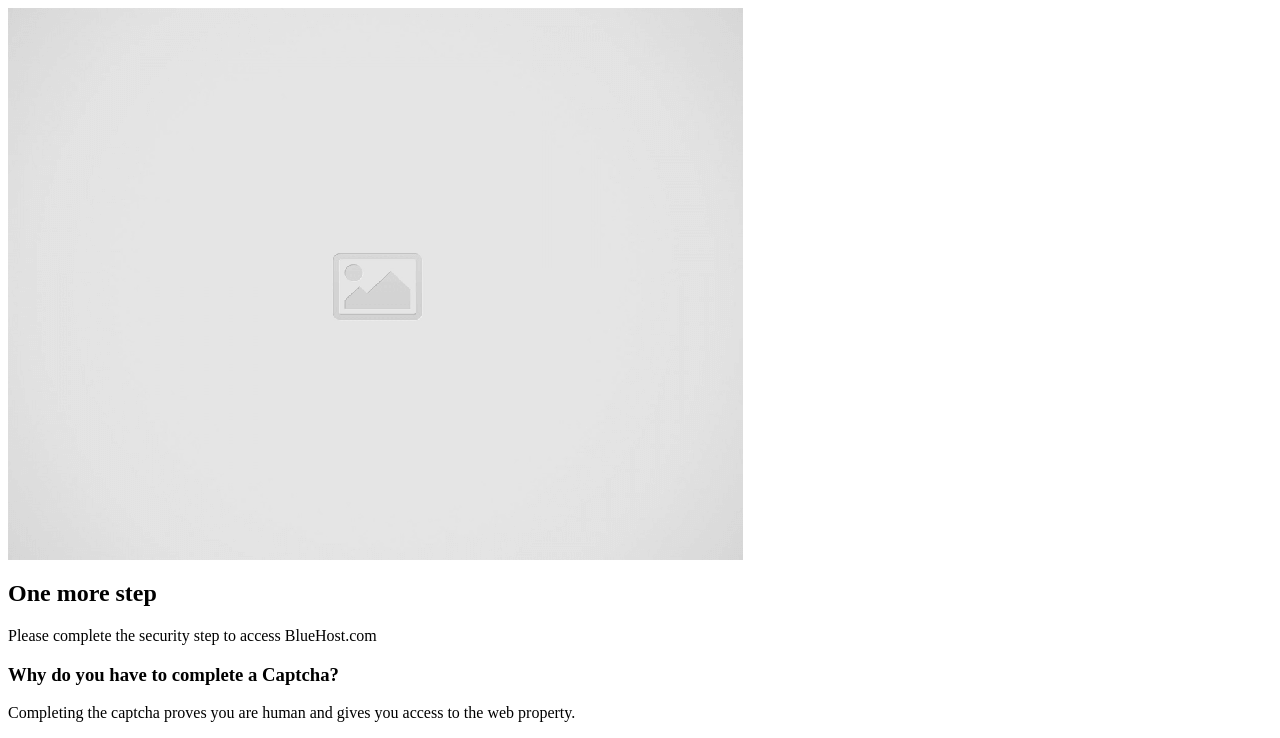 One more step
Please complete the security step to access BlueHost.com
Why do you have to complete a Captcha?
Completing the captcha proves you are human and gives you access to the web property.